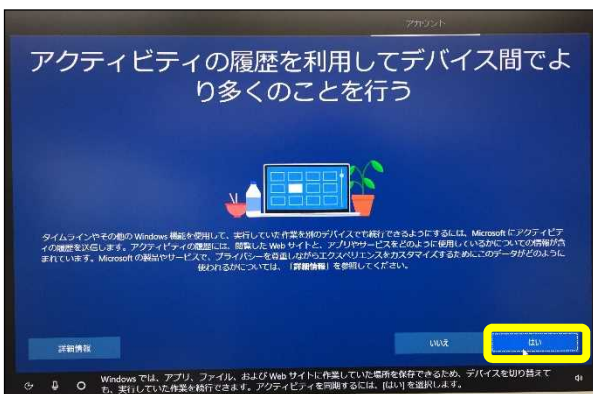 アカウント
アクティビティの履歴を利用してデバイス間でよ
り多くのことを行う
タイムラインやその他の Windows 機能を使用して、実行していた作業を別のデバイスでも続行できるようにするには、Microsoft にアクティビテ
ィの履歴を送信します。アクティビティの履歴には、閲覧した Web サイトと、アプリやサービスをどのように使用しているかについての情報が含
まれています。Microsoft の製品やサービスで、プライバシーを尊重しながらエクスペリエンスをカスタマイズするためにこのデータがどのように
使われるかについては、「詳細情報」を参照してください。
詳細情報
いいえ
はい
Windows では、アプリ、ファイル、および Web サイトに作業していた場所を保存できるため、デバイスを切り替えて
も、実行していた作業を続行できます。アクティビティを同期するには、[はい] を選択します。